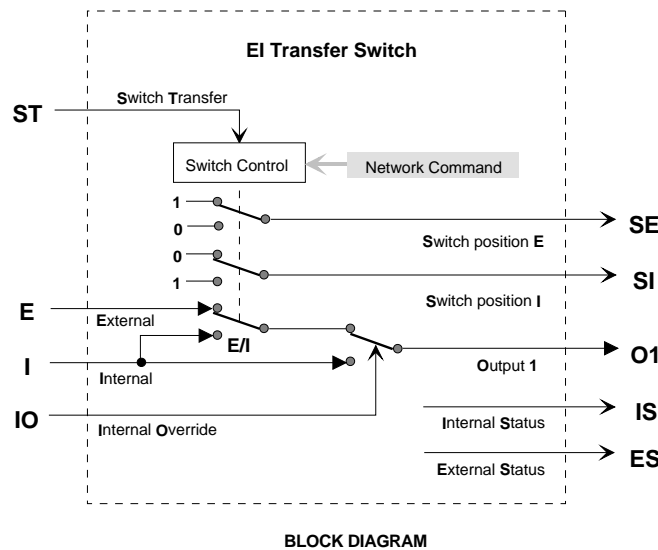 EI Transfer Switch
Switch Transfer
ST
Switch Control
Network Command
1
0
SE
Switch position E
0
1
SI
Switch position I
E
External
E/I
I
Internal
O1
Output 1
IO
Internal Override
IS
Internal Status
ES
External Status
BLOCK DIAGRAM